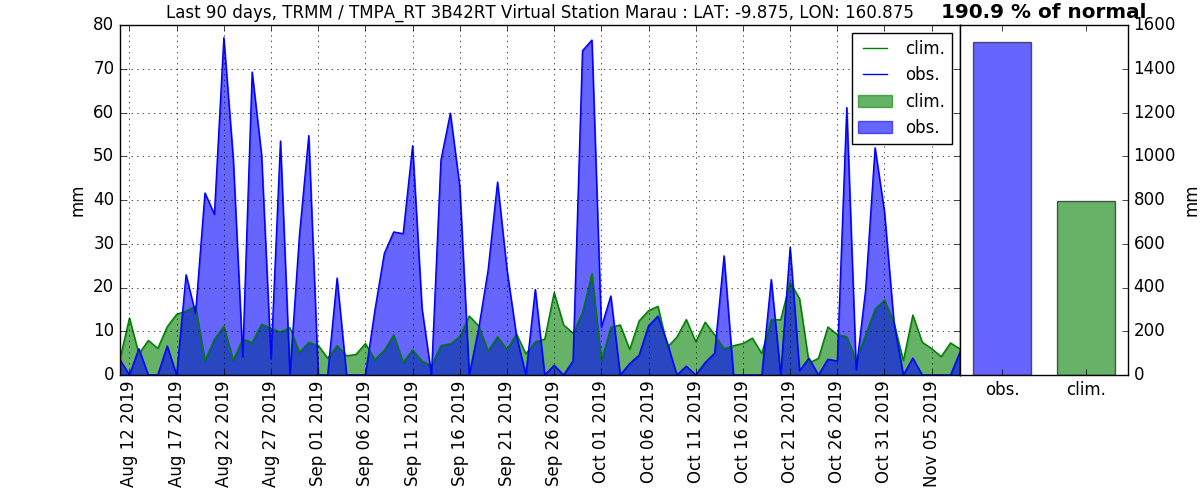 Last 90 days, TRMM / TMPA_RT 3B42RT Virtual Station Marau : LAT: -9.875, LON: 160.875
190.9 % of normal
80
70
60
50
40
30
20
10
0
mm
clim.
obs.
clim.
obs.
1600
1400
1200
1000
800
600
400
200
0
mm
Aug 12 2019
Aug 17 2019
Aug 22 2019
Aug 27 2019
Sep 01 2019
Sep 06 2019
Sep 11 2019
Sep 16 2019
Sep 21 2019
Sep 26 2019
Oct 01 2019
Oct 06 2019
Oct 11 2019
Oct 16 2019
Oct 21 2019
Oct 26 2019
Oct 31 2019
Nov 05 2019
obs.
clim.